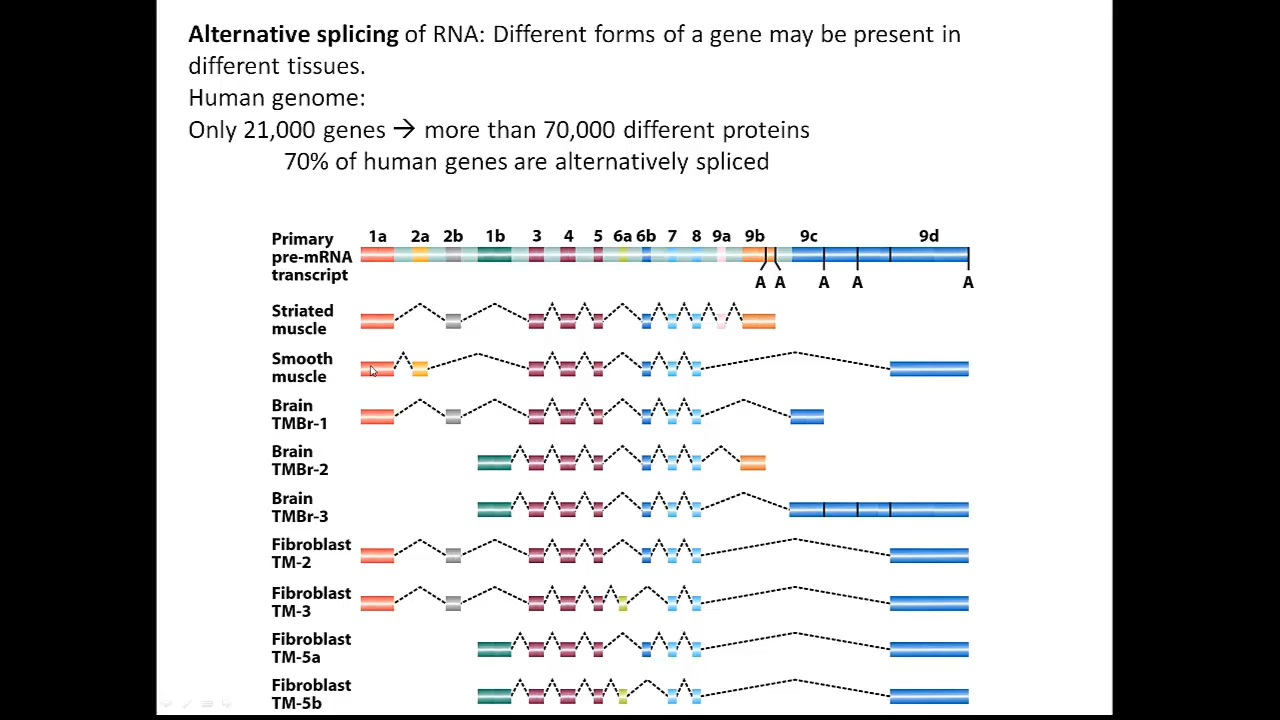 Alternative splicing of RNA: Different forms of a gene may be present in
different tissues.
Human genome:
Only 21,000 genes → more than 70,000 different proteins
70% of human genes are alternatively spliced
1a 2a 2b 1b 3 4 5 6a 6b 7 8 9a 9b 9c 9d
Primary
pre-mRNA
transcript
A A A A A
Striated
muscle
Smooth
muscle
Brain
TMBr-1
Brain
TMBr-2
Brain
TMBr-3
Fibroblast
TM-2
Fibroblast
TM-3
Fibroblast
TM-5a
Fibroblast
TM-5b